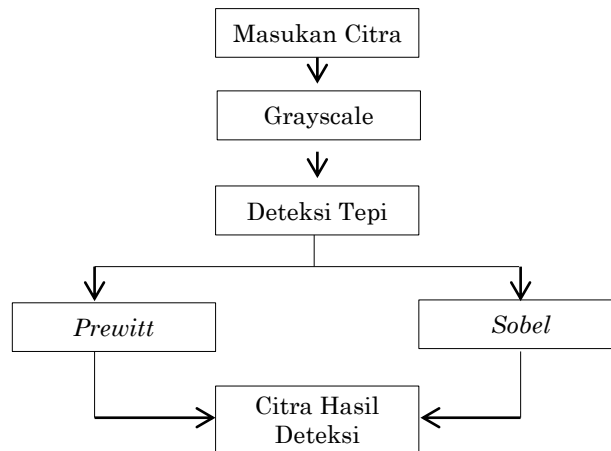 Masukan Citra
Grayscale
Deteksi Tepi
Prewitt
Sobel
Citra Hasil
Deteksi